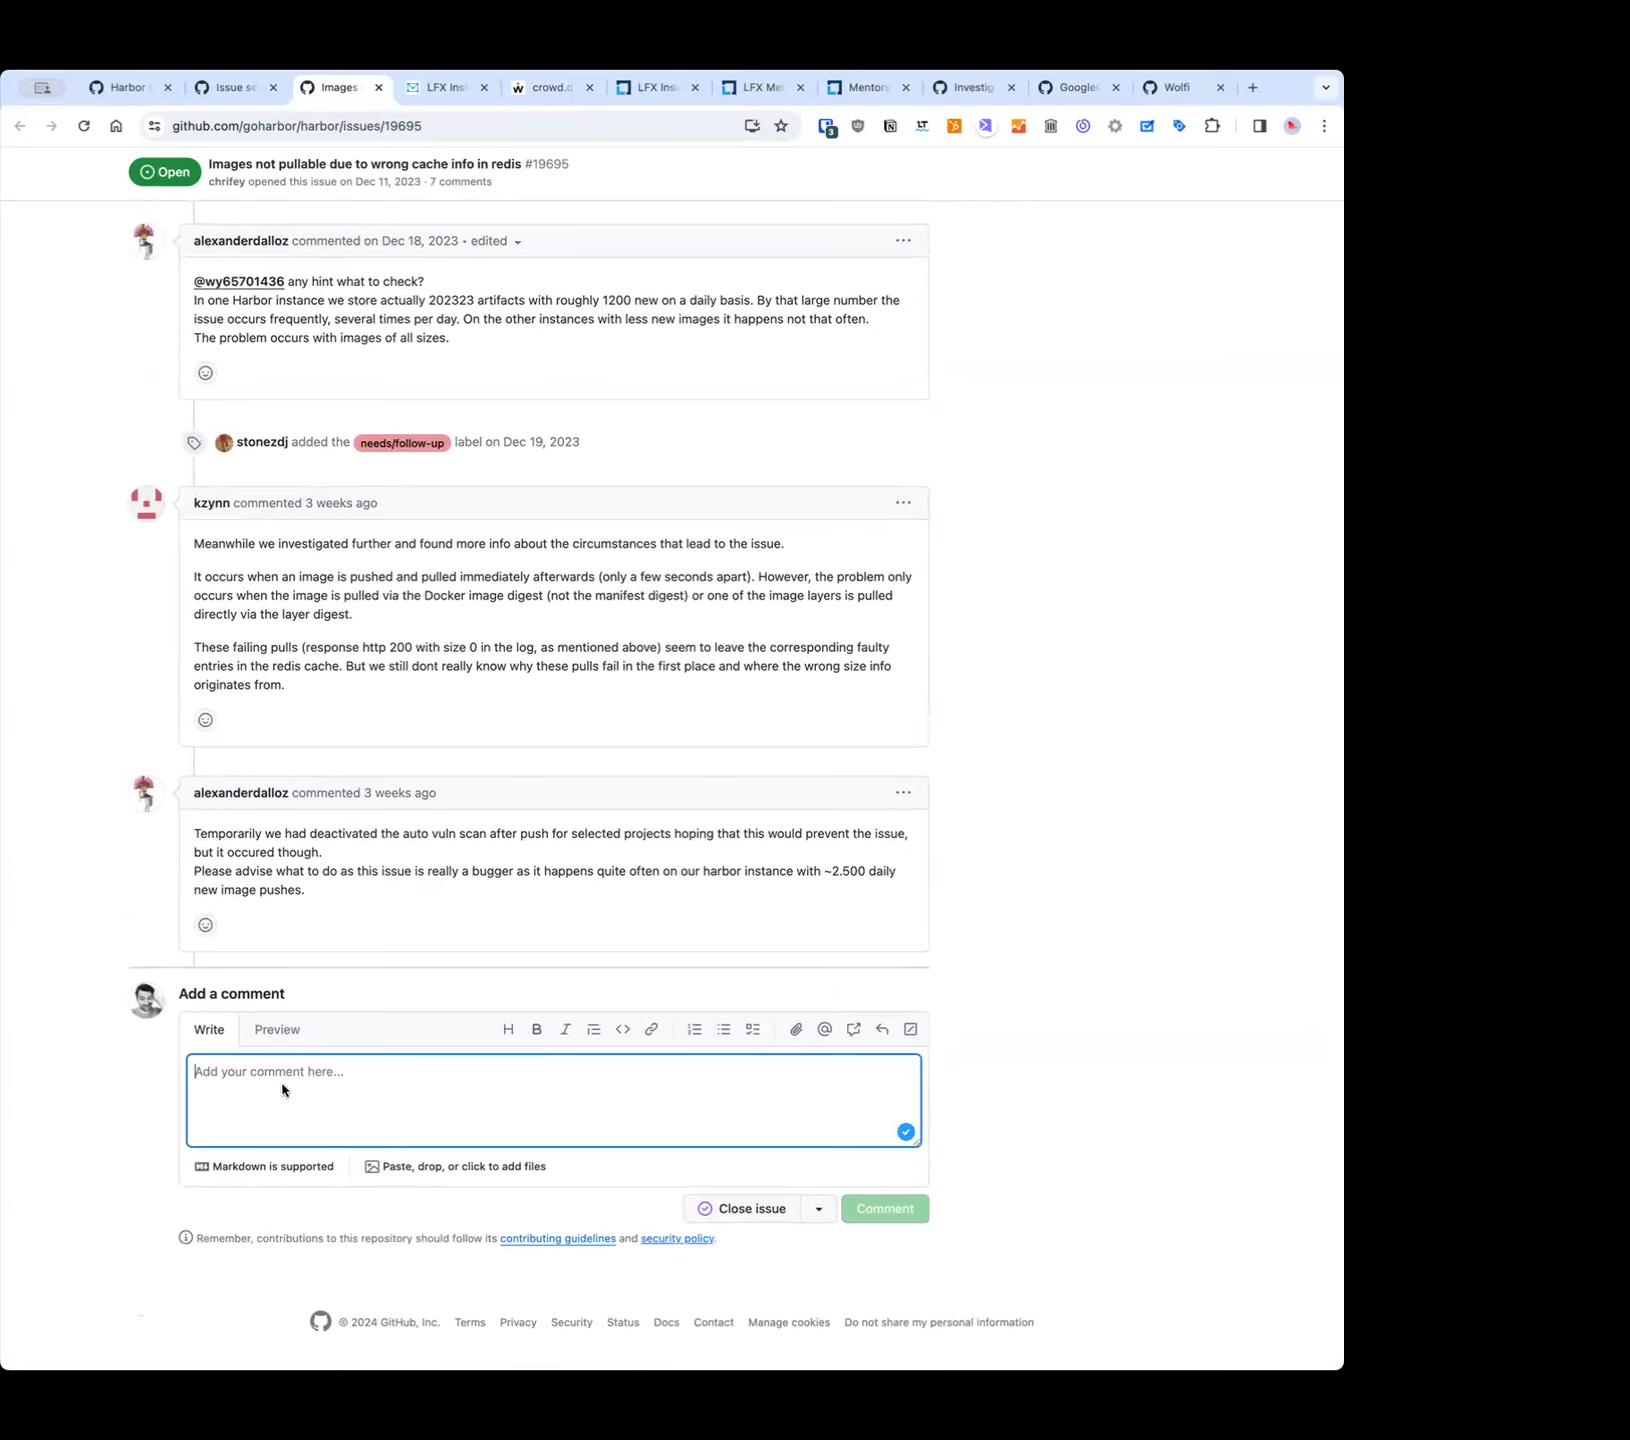 Harbor
Issue se
Images
LFX Ins
crowd.d
LFX Ins
LFX Me
Mentors
Investig
Google
Wolfi
github.com/goharbor/harbor/issues/19695
3
Open
Images not pullable due to wrong cache info in redis #19695
chrifey opened this issue on Dec 11, 2023 · 7 comments
alexanderdalloz commented on Dec 18, 2023 • edited
@wy65701436 any hint what to check?
In one Harbor instance we store actually 202323 artifacts with roughly 1200 new on a daily basis. By that large number the
issue occurs frequently, several times per day. On the other instances with less new images it happens not that often.
The problem occurs with images of all sizes.
stonezdj added the needs/follow-up label on Dec 19, 2023
kzynn commented 3 weeks ago
Meanwhile we investigated further and found more info about the circumstances that lead to the issue.
It occurs when an image is pushed and pulled immediately afterwards (only a few seconds apart). However, the problem only
occurs when the image is pulled via the Docker image digest (not the manifest digest) or one of the image layers is pulled
directly via the layer digest.
These failing pulls (response http 200 with size 0 in the log, as mentioned above) seem to leave the corresponding faulty
entries in the redis cache. But we still dont really know why these pulls fail in the first place and where the wrong size info
originates from.
alexanderdalloz commented 3 weeks ago
Temporarily we had deactivated the auto vuln scan after push for selected projects hoping that this would prevent the issue,
but it occured though.
Please advise what to do as this issue is really a bugger as it happens quite often on our harbor instance with ~2.500 daily
new image pushes.
Add a comment
Write Preview H B I
Add your comment here...
Markdown is supported Paste, drop, or click to add files
Close issue Comment
Remember, contributions to this repository should follow its contributing guidelines and security policy.
© 2024 GitHub, Inc. Terms Privacy Security Status Docs Contact Manage cookies Do not share my personal information